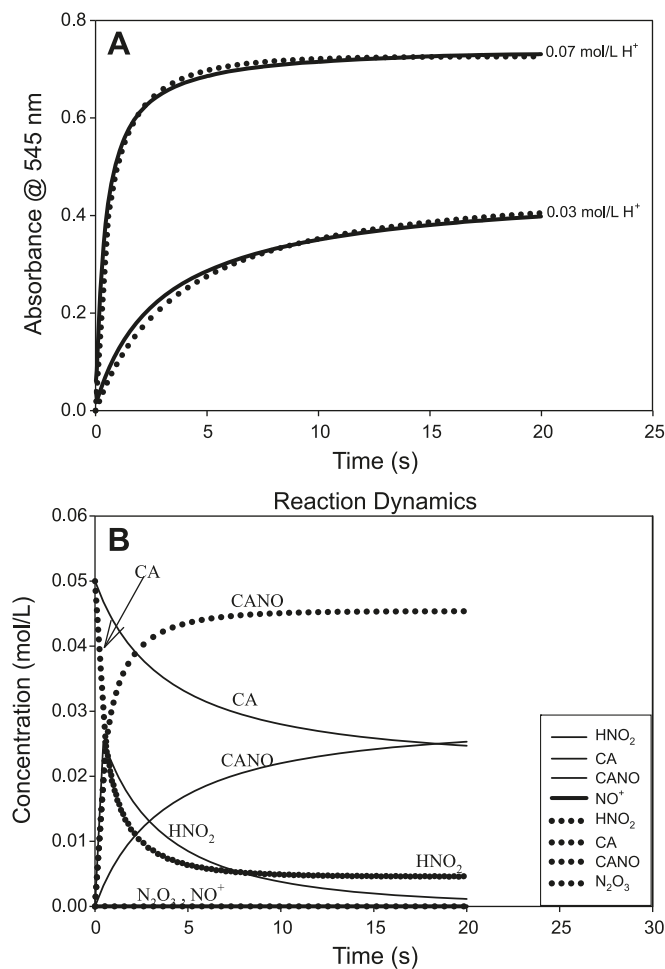 A
0.8
0.6
0.4
0.2
0.0
Absorbance @ 545 nm
0.07 mol/L H⁺
0.03 mol/L H⁺
0 5 10 15 20 25
Time (s)
Reaction Dynamics
B
0.06
0.05
0.04
0.03
0.02
0.01
0.00
Concentration (mol/L)
CA
CANO
CA
CANO
HNO₂
HNO₂
N₂O₃ , NO⁺
HNO₂
CA
CANO
NO⁺
HNO₂
CA
CANO
N₂O₃
0 5 10 15 20 25 30
Time (s)